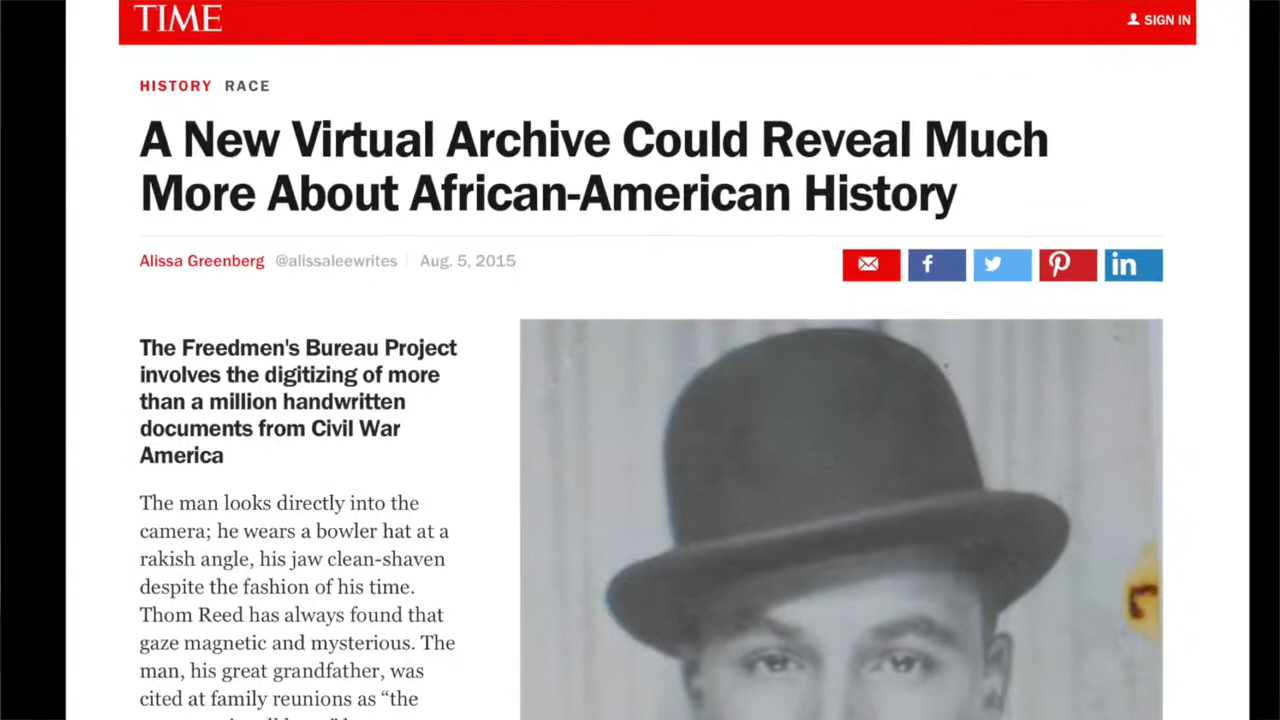 TIME
SIGN IN
HISTORY RACE
A New Virtual Archive Could Reveal Much
More About African-American History
Alissa Greenberg @alissaleewrites Aug. 5, 2015
f in
The Freedmen's Bureau Project
involves the digitizing of more
than a million handwritten
documents from Civil War
America
The man looks directly into the
camera; he wears a bowler hat at a
rakish angle, his jaw clean-shaven
despite the fashion of his time.
Thom Reed has always found that
gaze magnetic and mysterious. The
man, his great grandfather, was
cited at family reunions as “the